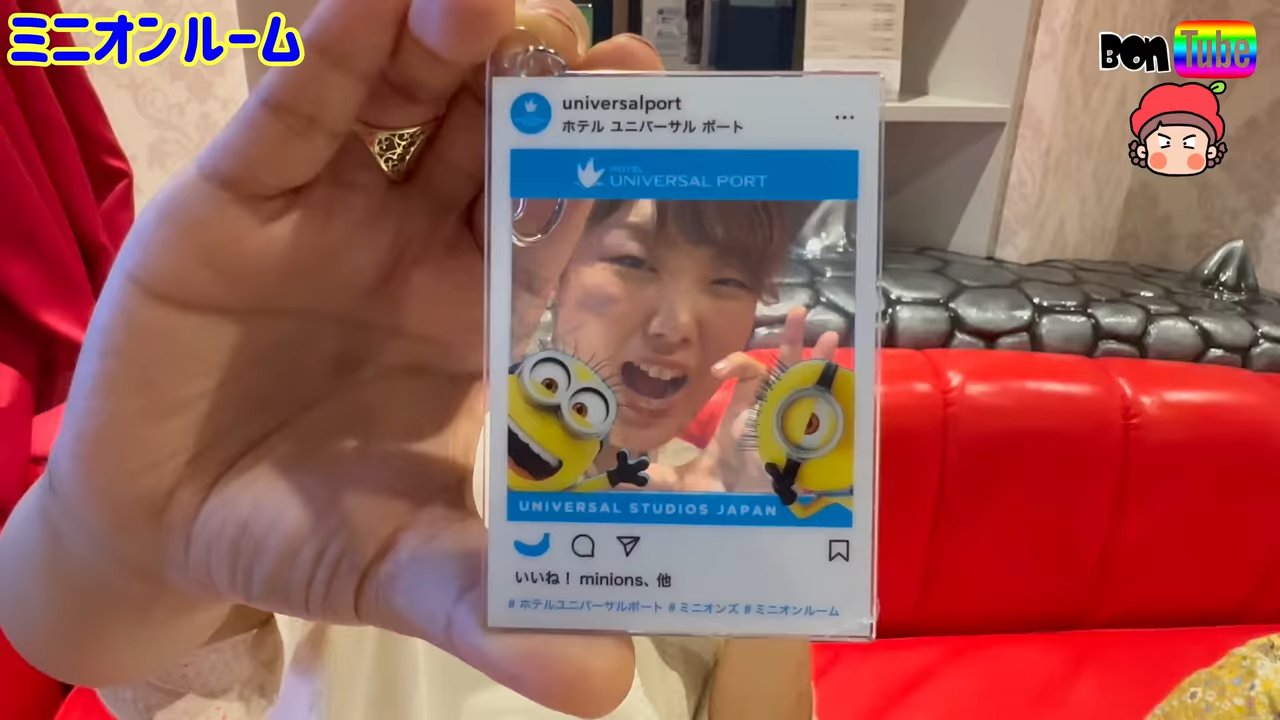 ミニオンルーム
BON Tube
universalport
ホテル ユニバーサル ポート
HOTEL
UNIVERSAL PORT
UNIVERSAL STUDIOS JAPAN
いいね！ minions、他
#ホテルユニバーサルポート #ミニオンズ #ミニオンルーム